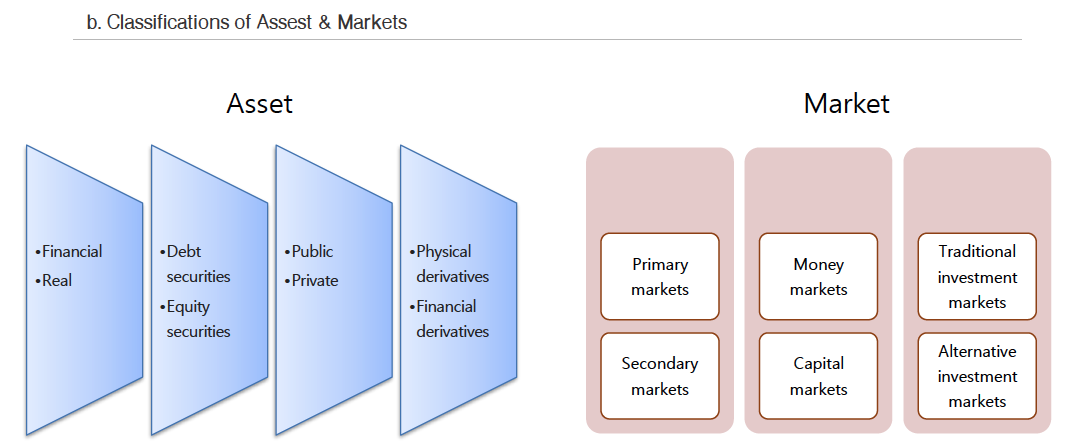 b. Classifications of Assest & Markets
Asset
•Financial
•Real
•Debt
securities
•Equity
securities
•Public
•Private
•Physical
derivatives
•Financial
derivatives
Market
Primary
markets
Secondary
markets
Money
markets
Capital
markets
Traditional
investment
markets
Alternative
investment
markets